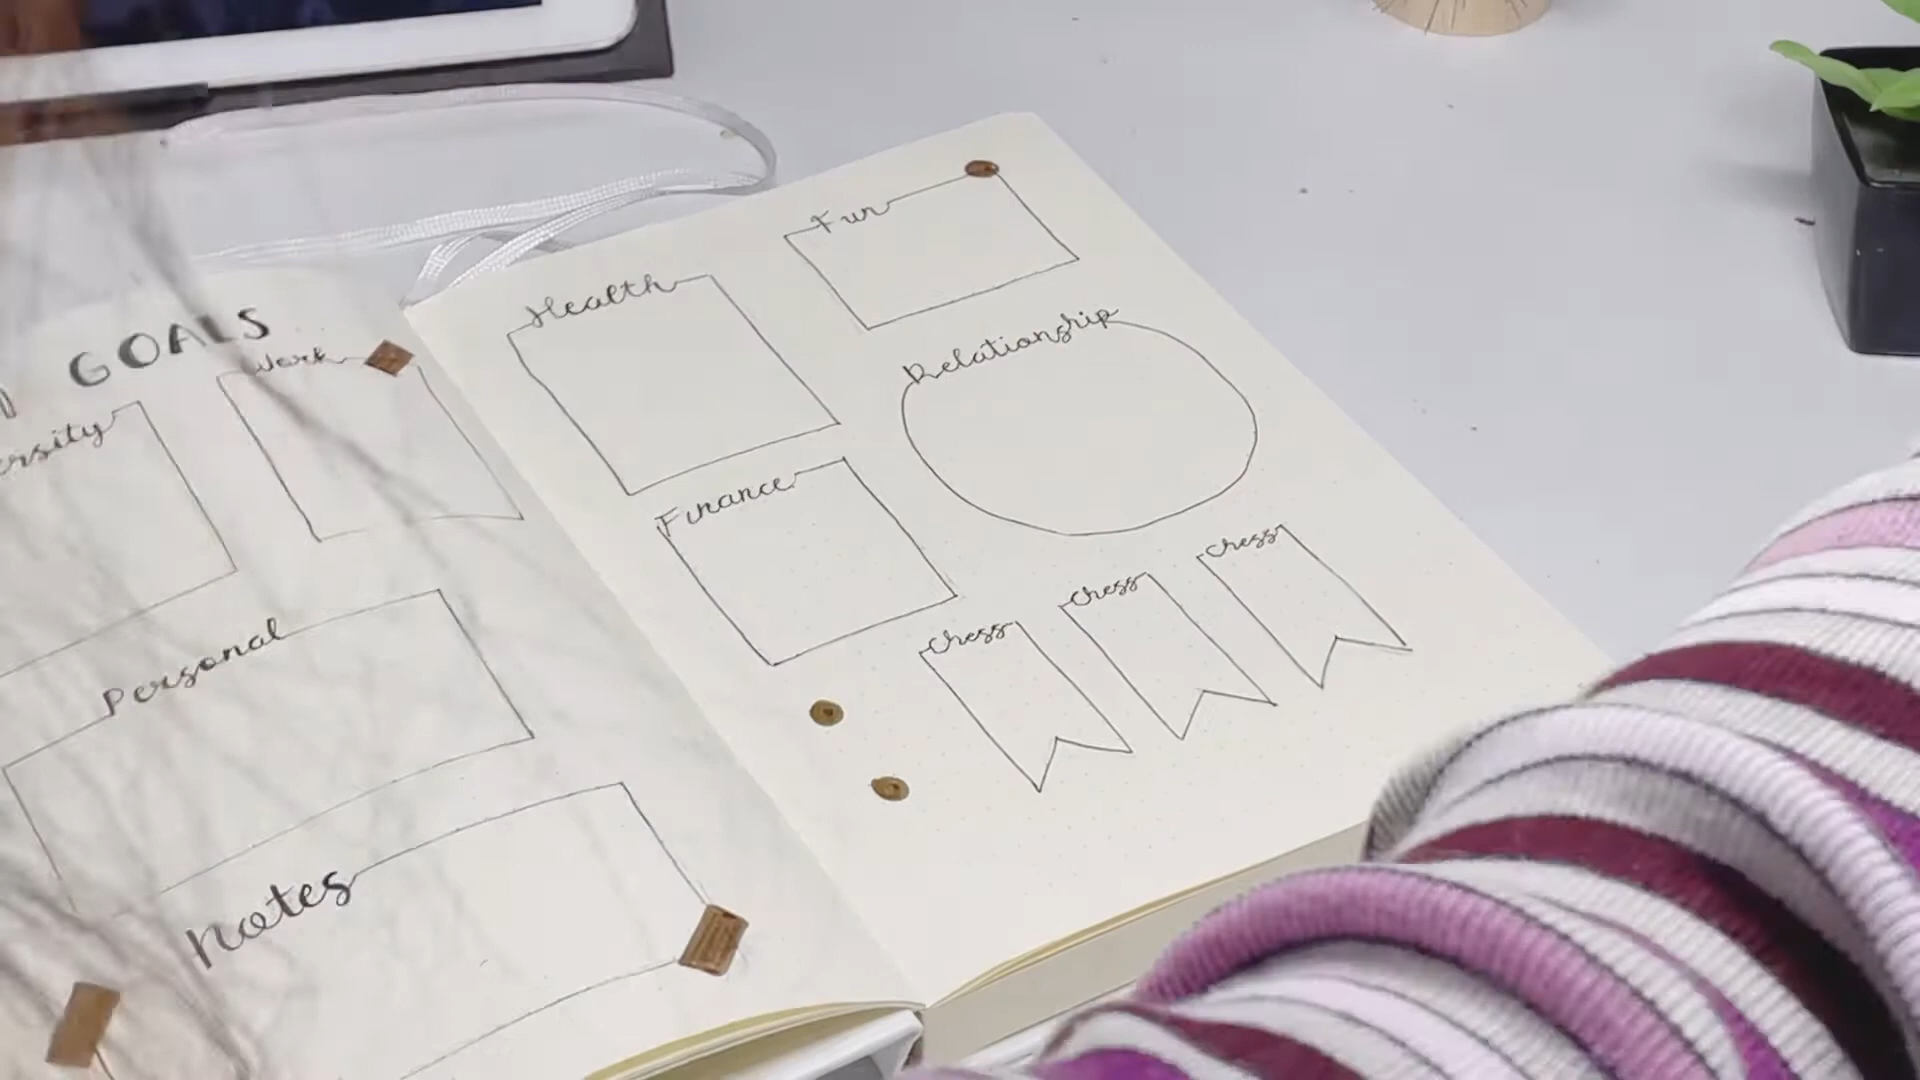 GOALS
ersity
Work
Personal
Notes
Health
Fun
Relationship
Finance
Chess
Chess
Chess